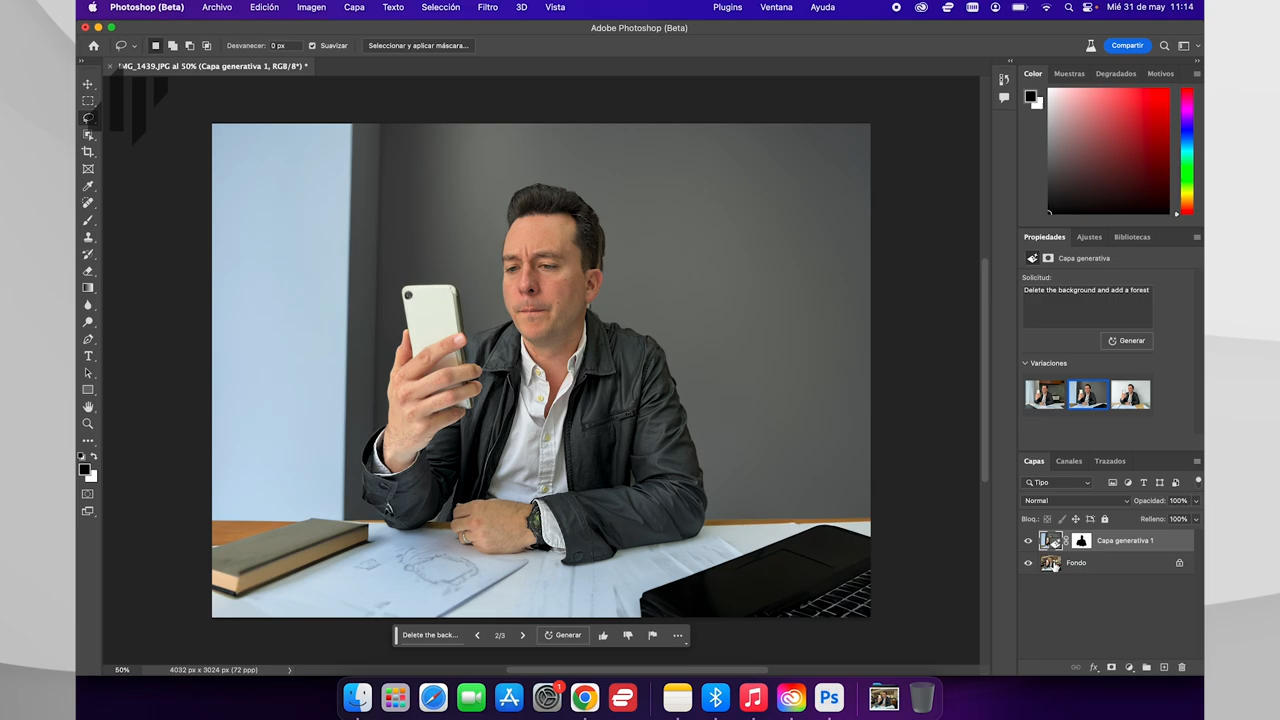 Photoshop (Beta) Archivo Edición Imagen Capa Texto Selección Filtro 3D Vista Plugins Ventana Ayuda Mié 31 de may 11:14
Adobe Photoshop (Beta)
Desvanecer: 0 px Suavizar Seleccionar y aplicar máscara... Compartir
IMG_1439.JPG al 50% (Capa generativa 1, RGB/8*) *
Color Muestras Degradados Motivos
Propiedades Ajustes Bibliotecas
Capa generativa
Solicitud:
Delete the background and add a forest
Generar
Variaciones
Capas Canales Trazados
Tipo
Normal Opacidad: 100%
Bloq.: Relleno: 100%
Capa generativa 1
Fondo
Delete the back... 2/3 Generar
50% 4032 px x 3024 px (72 ppp)
1
Ps